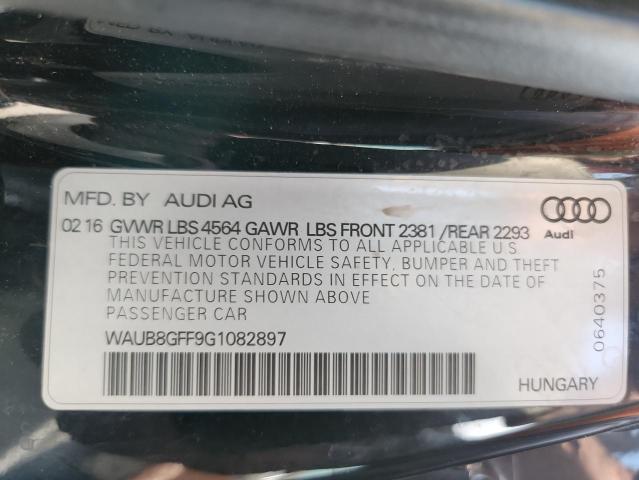 MFD. BY AUDI AG
02 16 GVWR LBS 4564 GAWR LBS FRONT 2381 /REAR 2293
THIS VEHICLE CONFORMS TO ALL APPLICABLE U.S.
FEDERAL MOTOR VEHICLE SAFETY, BUMPER AND THEFT
PREVENTION STANDARDS IN EFFECT ON THE DATE OF
MANUFACTURE SHOWN ABOVE
PASSENGER CAR
WAUB8GFF9G1082897
Audi
0640375
HUNGARY